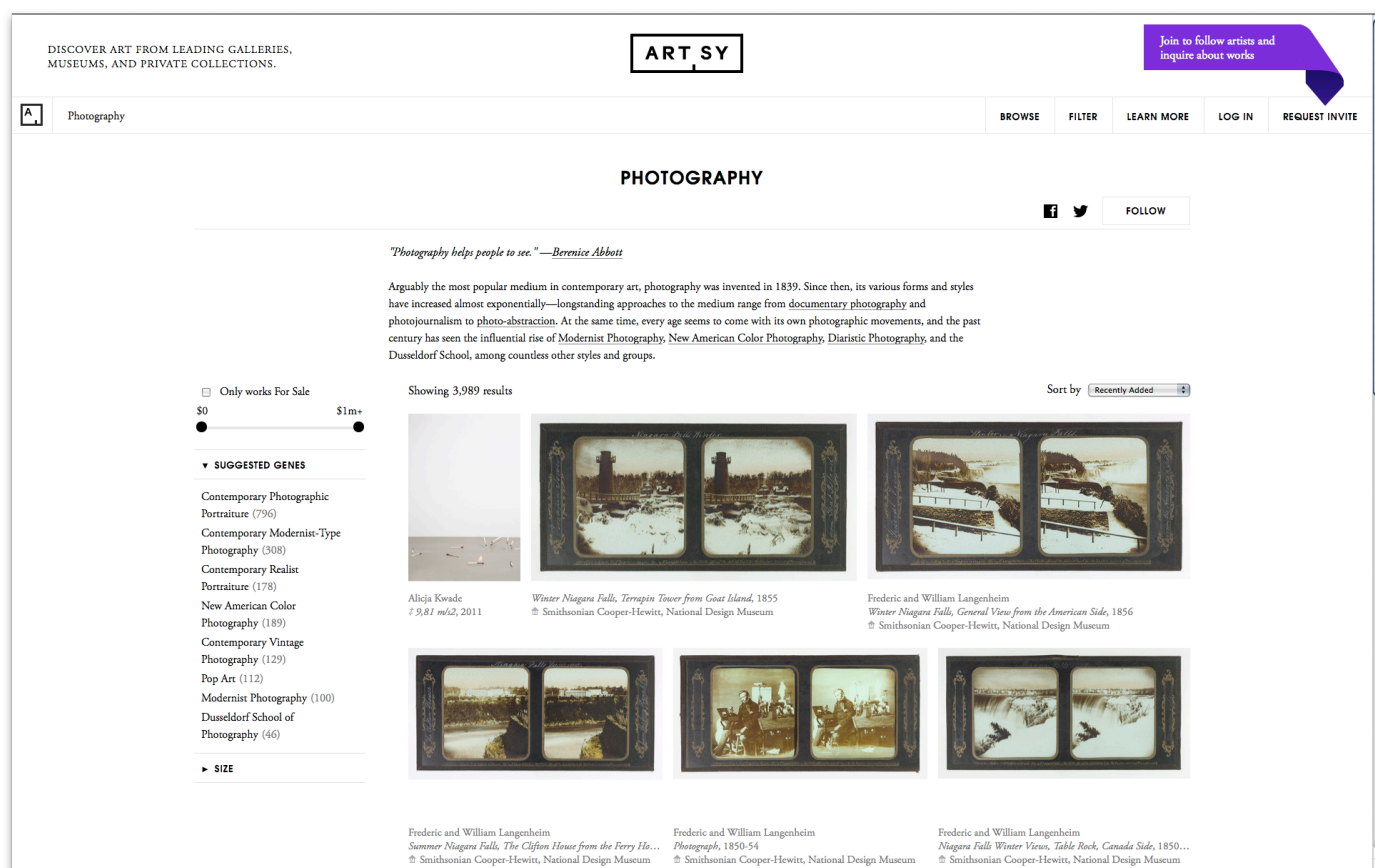 DISCOVER ART FROM LEADING GALLERIES,
MUSEUMS, AND PRIVATE COLLECTIONS.
ART,SY
Join to follow artists and
inquire about works
A,
Photography
BROWSE
FILTER
LEARN MORE
LOG IN
REQUEST INVITE
PHOTOGRAPHY
FOLLOW
"Photography helps people to see." —Berenice Abbott
Arguably the most popular medium in contemporary art, photography was invented in 1839. Since then, its various forms and styles
have increased almost exponentially—longstanding approaches to the medium range from documentary photography and
photojournalism to photo-abstraction. At the same time, every age seems to come with its own photographic movements, and the past
century has seen the influential rise of Modernist Photography, New American Color Photography, Diaristic Photography, and the
Dusseldorf School, among countless other styles and groups.
Only works For Sale
$0 $1m+
▼ SUGGESTED GENES
Contemporary Photographic
Portraiture (796)
Contemporary Modernist-Type
Photography (308)
Contemporary Realist
Portraiture (178)
New American Color
Photography (189)
Contemporary Vintage
Photography (129)
Pop Art (112)
Modernist Photography (100)
Dusseldorf School of
Photography (46)
► SIZE
Showing 3,989 results
Sort by Recently Added
Alicja Kwade
‡ 9,81 m/s2, 2011
Winter Niagara Falls, Terrapin Tower from Goat Island, 1855
Smithsonian Cooper-Hewitt, National Design Museum
Frederic and William Langenheim
Winter Niagara Falls, General View from the American Side, 1856
Smithsonian Cooper-Hewitt, National Design Museum
Frederic and William Langenheim
Summer Niagara Falls, The Clifton House from the Ferry Ho...
Smithsonian Cooper-Hewitt, National Design Museum
Frederic and William Langenheim
Photograph, 1850-54
Smithsonian Cooper-Hewitt, National Design Museum
Frederic and William Langenheim
Niagara Falls Winter Views, Table Rock, Canada Side, 1850...
Smithsonian Cooper-Hewitt, National Design Museum